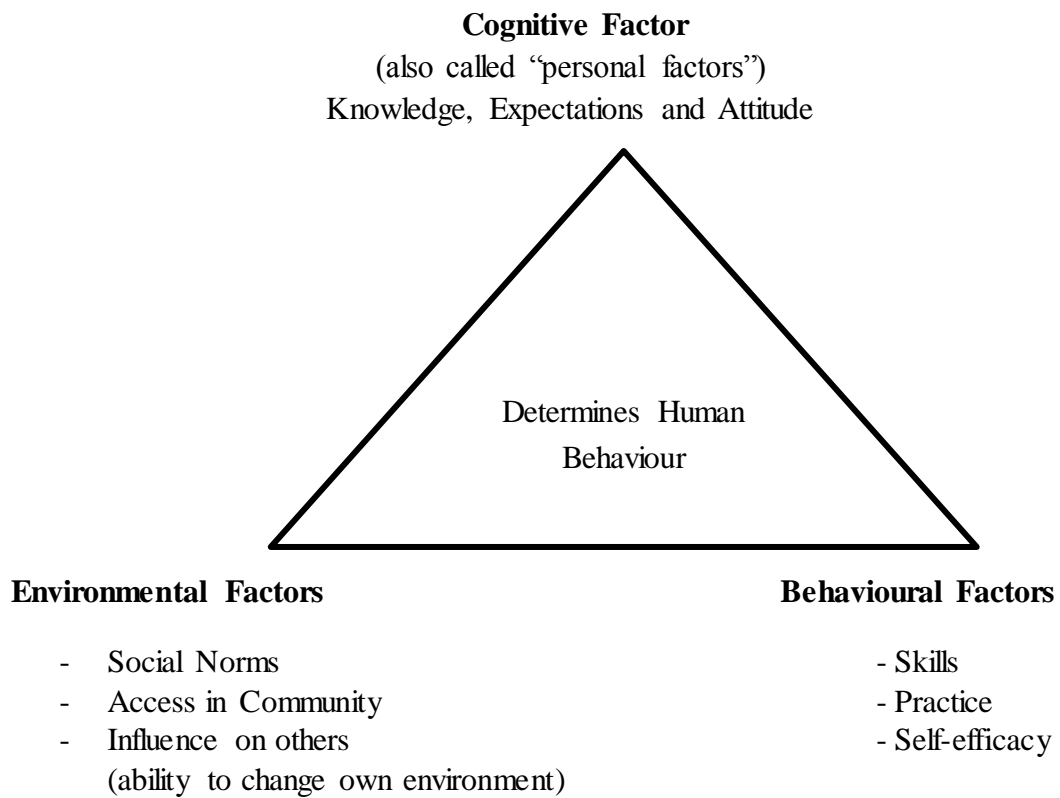 Cognitive Factor
(also called “personal factors”)
Knowledge, Expectations and Attitude
Determines Human
Behaviour
Environmental Factors
- Social Norms
- Access in Community
- Influence on others
(ability to change own environment)
Behavioural Factors
- Skills
- Practice
- Self-efficacy